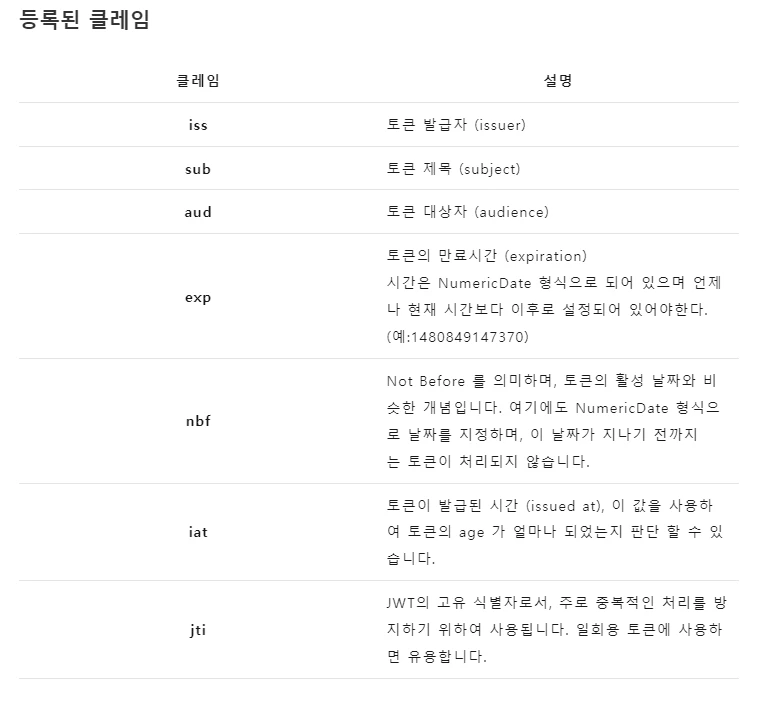 등록된 클레임
클레임 설명
iss 토큰 발급자 (issuer)
sub 토큰 제목 (subject)
aud 토큰 대상자 (audience)
exp
토큰의 만료시간 (expiration)
시간은 NumericDate 형식으로 되어 있으며 언제
나 현재 시간보다 이후로 설정되어 있어야한다.
(예:1480849147370)
nbf
Not Before 를 의미하며, 토큰의 활성 날짜와 비
슷한 개념입니다. 여기에도 NumericDate 형식으
로 날짜를 지정하며, 이 날짜가 지나기 전까지
는 토큰이 처리되지 않습니다.
iat
토큰이 발급된 시간 (issued at), 이 값을 사용하
여 토큰의 age 가 얼마나 되었는지 판단 할 수 있
습니다.
jti
JWT의 고유 식별자로서, 주로 중복적인 처리를 방
지하기 위하여 사용됩니다. 일회용 토큰에 사용하
면 유용합니다.